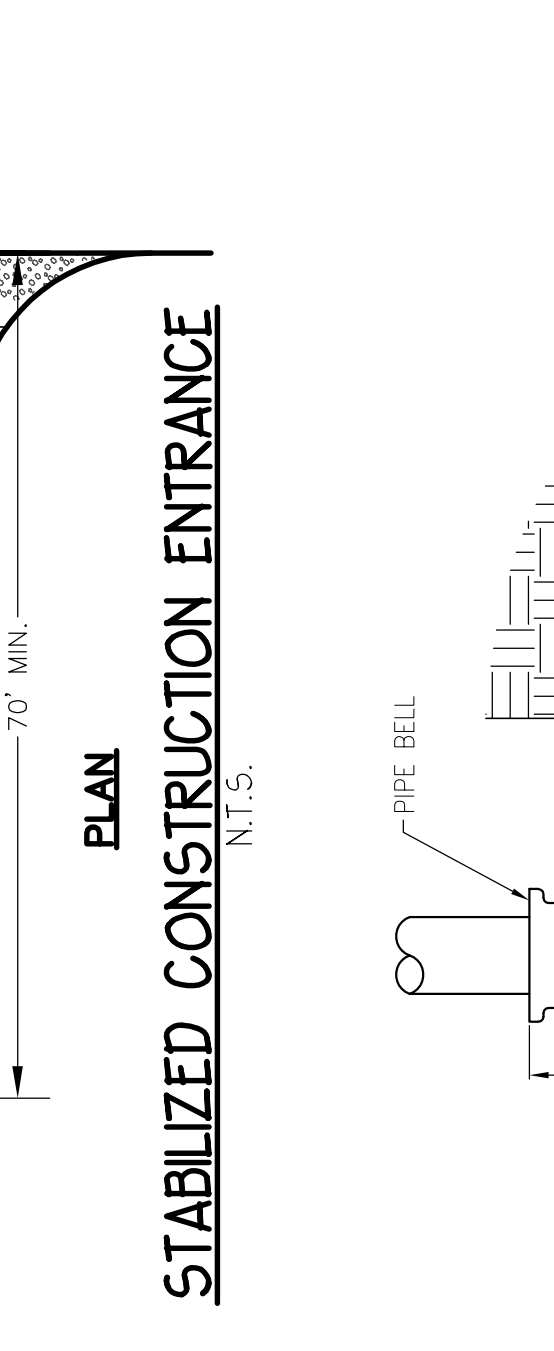 70' MIN.
PLAN
STABILIZED CONSTRUCTION ENTRANCE
N.T.S.
PIPE BELL